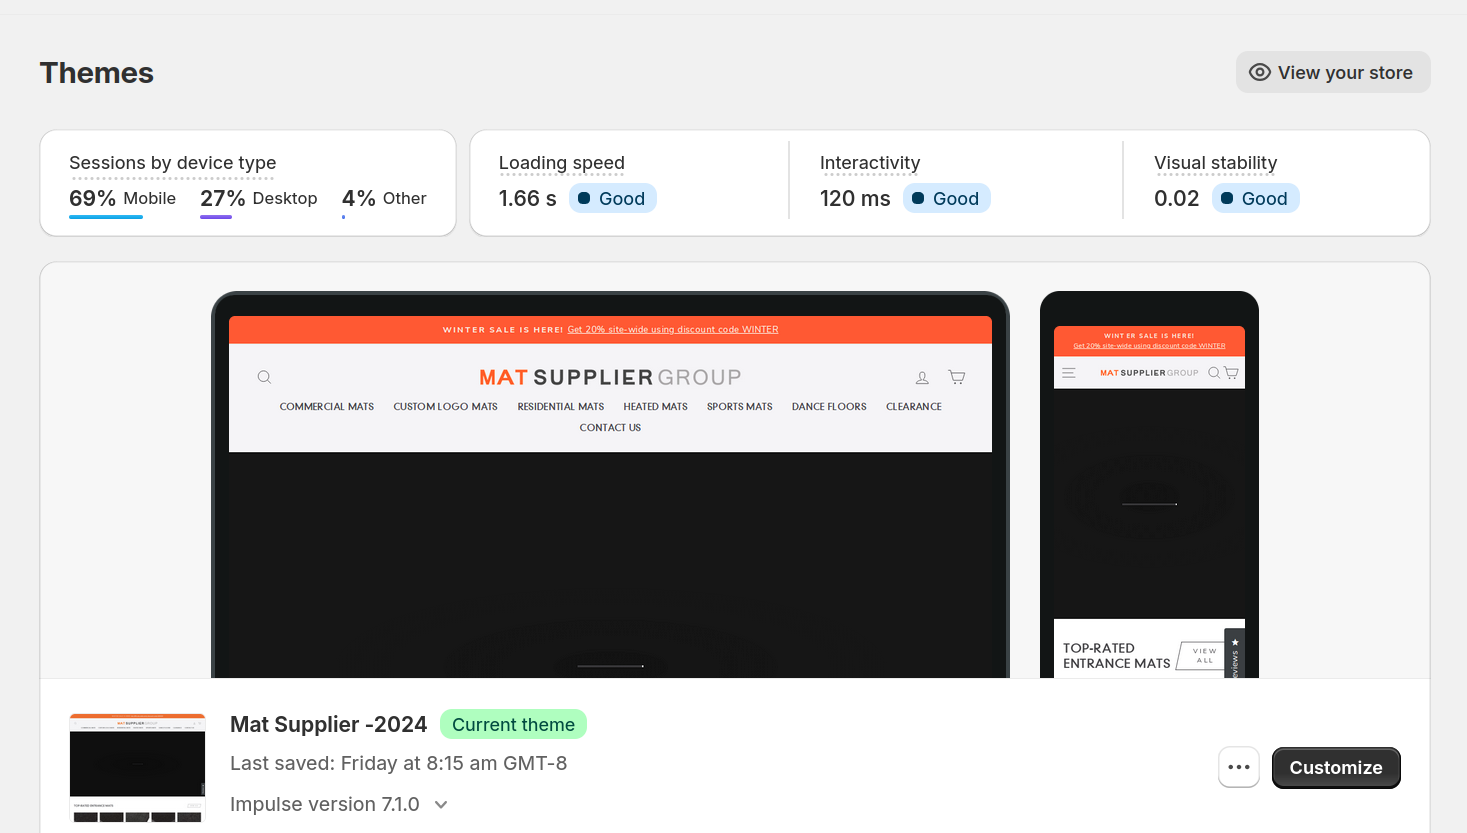 Themes
View your store
Sessions by device type
69% Mobile 27% Desktop 4% Other
Loading speed
1.66 s Good
Interactivity
120 ms Good
Visual stability
0.02 Good
WINTER SALE IS HERE! Get 20% site-wide using discount code WINTER
MAT SUPPLIER GROUP
COMMERCIAL MATS CUSTOM LOGO MATS RESIDENTIAL MATS HEATED MATS SPORTS MATS DANCE FLOORS CLEARANCE
CONTACT US
WINTER SALE IS HERE!
Get 20% site-wide using discount code WINTER
MAT SUPPLIER GROUP
TOP-RATED
ENTRANCE MATS
VIEW
ALL
Mat Supplier -2024 Current theme
Last saved: Friday at 8:15 am GMT-8
Impulse version 7.1.0
Customize